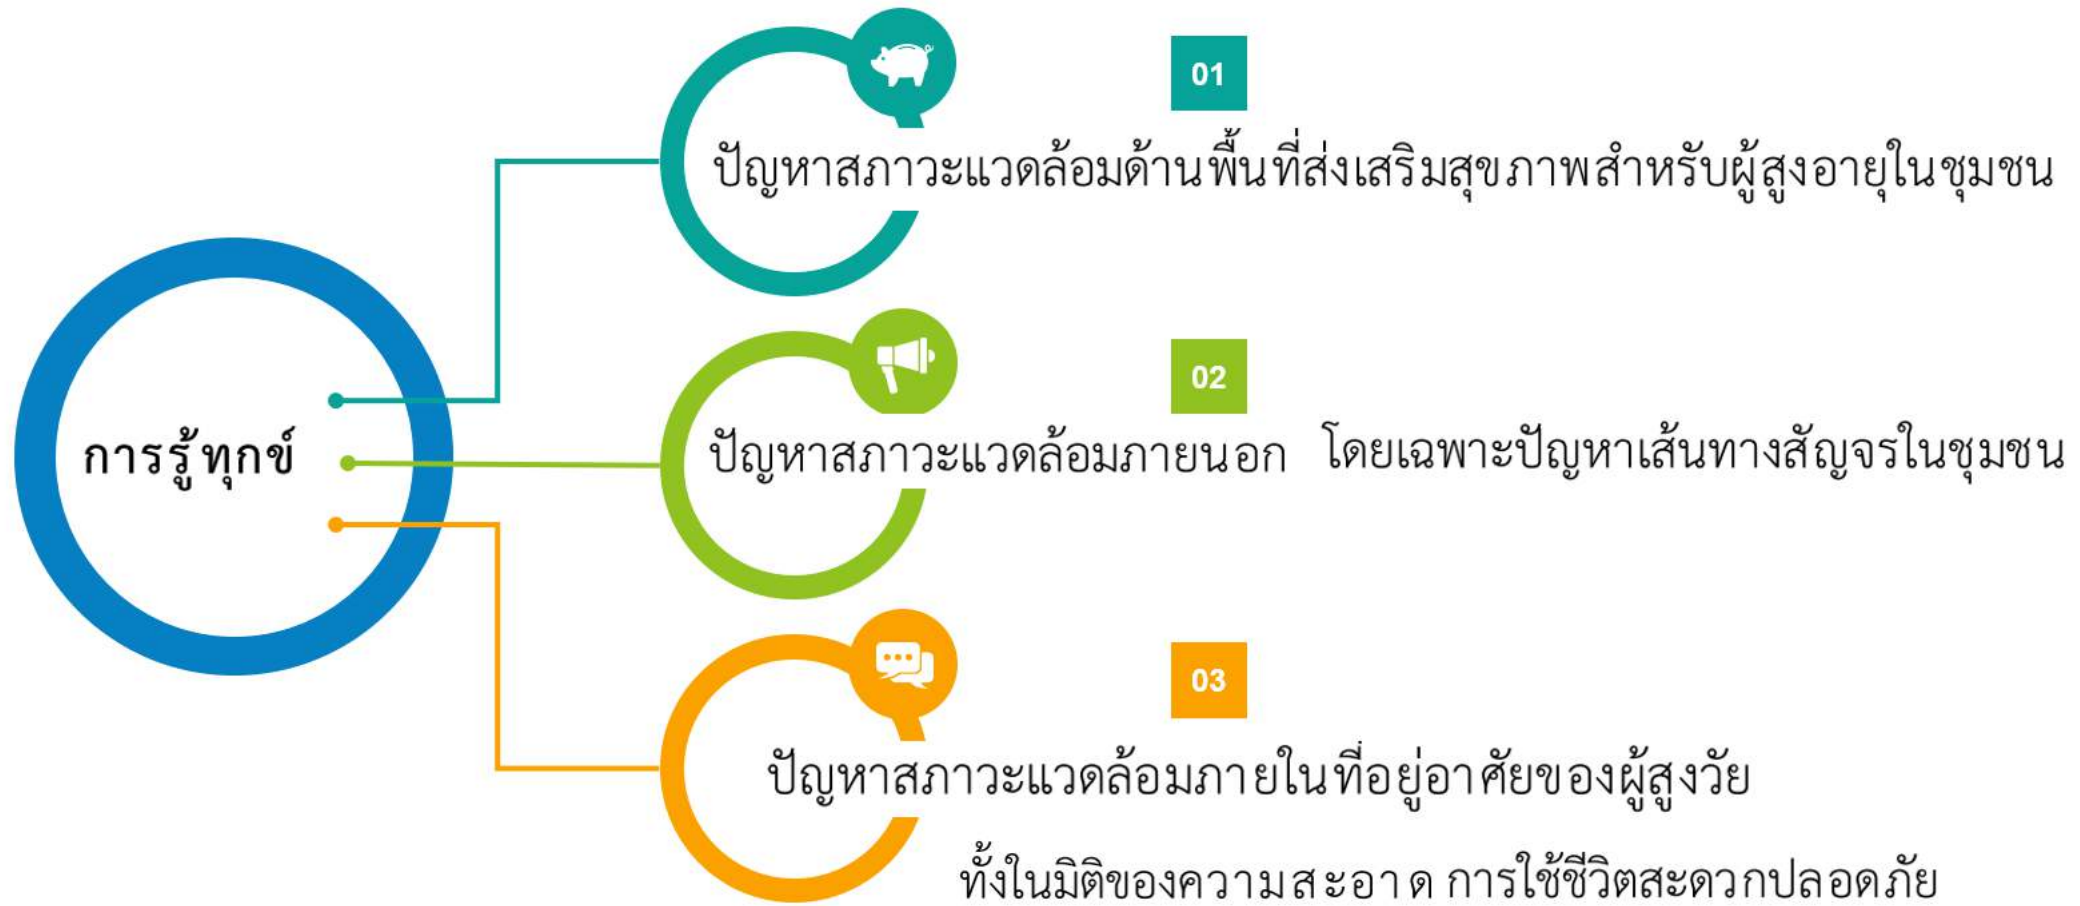 การรู้ทุกข์
01
ปัญหาสภาวะแวดล้อมด้านพื้นที่ส่งเสริมสุขภาพสำหรับผู้สูงอายุในชุมชน
02
ปัญหาสภาวะแวดล้อมภายนอก โดยเฉพาะปัญหาเส้นทางสัญจรในชุมชน
03
ปัญหาสภาวะแวดล้อมภายในที่อยู่อาศัยของผู้สูงวัย
ทั้งในมิติของความสะอาด การใช้ชีวิตสะดวกปลอดภัย